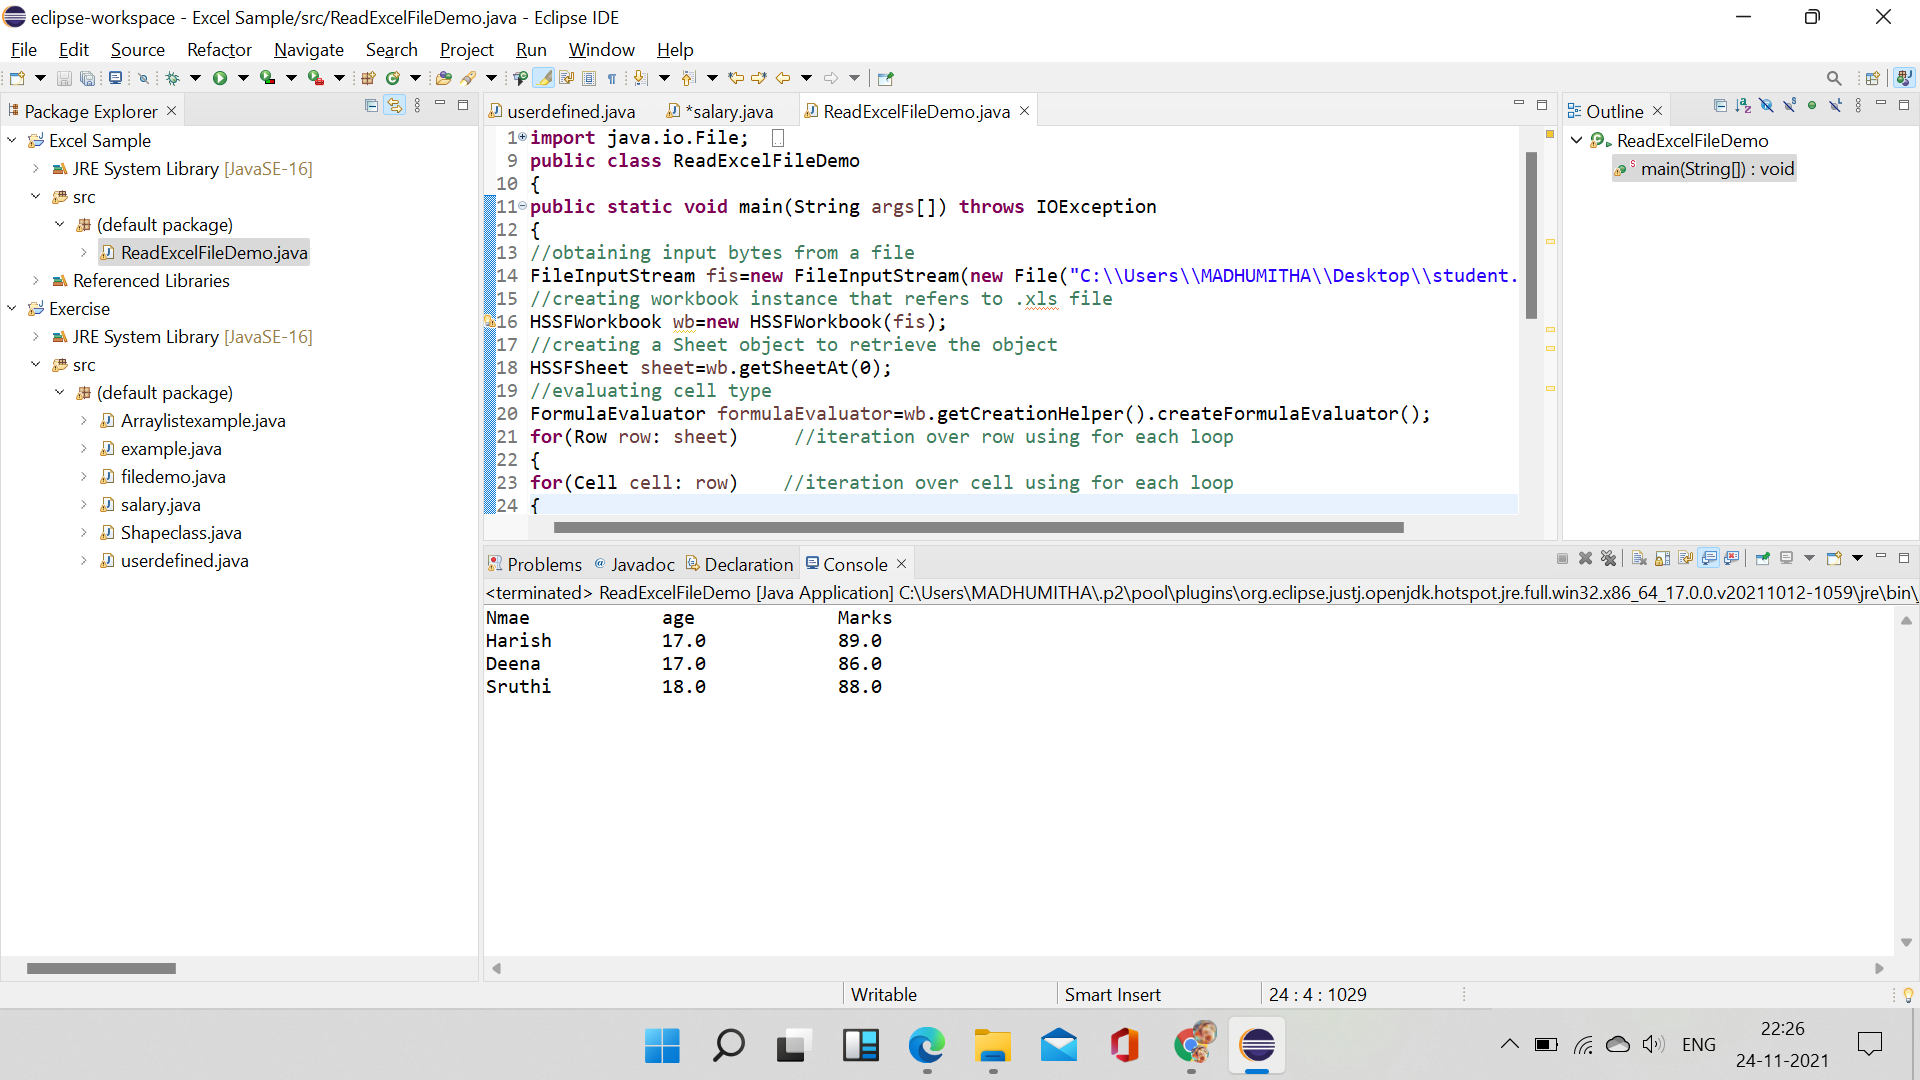 eclipse-workspace - Excel Sample/src/ReadExcelFileDemo.java - Eclipse IDE
File Edit Source Refactor Navigate Search Project Run Window Help
Package Explorer
Excel Sample
JRE System Library [JavaSE-16]
src
(default package)
ReadExcelFileDemo.java
Referenced Libraries
Exercise
JRE System Library [JavaSE-16]
src
(default package)
Arraylistexample.java
example.java
filedemo.java
salary.java
Shapeclass.java
userdefined.java
userdefined.java *salary.java ReadExcelFileDemo.java
1 import java.io.File;
9 public class ReadExcelFileDemo
10 {
11 public static void main(String args[]) throws IOException
12 {
13 //obtaining input bytes from a file
14 FileInputStream fis=new FileInputStream(new File("C:\\Users\\MADHUMITHA\\Desktop\\student.
15 //creating workbook instance that refers to .xls file
16 HSSFWorkbook wb=new HSSFWorkbook(fis);
17 //creating a Sheet object to retrieve the object
18 HSSFSheet sheet=wb.getSheetAt(0);
19 //evaluating cell type
20 FormulaEvaluator formulaEvaluator=wb.getCreationHelper().createFormulaEvaluator();
21 for(Row row: sheet) //iteration over row using for each loop
22 {
23 for(Cell cell: row) //iteration over cell using for each loop
24 {
Outline
ReadExcelFileDemo
main(String[]) : void
Problems Javadoc Declaration Console
<terminated> ReadExcelFileDemo [Java Application] C:\Users\MADHUMITHA\.p2\pool\plugins\org.eclipse.justj.openjdk.hotspot.jre.full.win32.x86_64_17.0.0.v20211012-1059\jre\bin\
Nmae age Marks
Harish 17.0 89.0
Deena 17.0 86.0
Sruthi 18.0 88.0
Writable Smart Insert 24 : 4 : 1029
ENG
22:26
24-11-2021